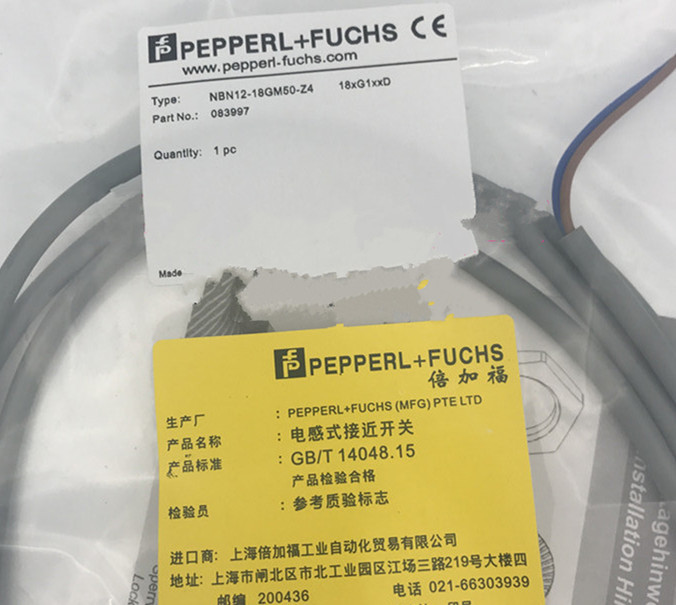 PEPPERL+FUCHS CE
www.pepperl-fuchs.com
Type: NBN12-18GM50-Z4 18xG1xxD
Part No.: 083997
Quantity: 1 pc
Made
PEPPERL+FUCHS
倍加福
生产厂 : PEPPERL+FUCHS (MFG) PTE LTD
产品名称 : 电感式接近开关
产品标准 : GB/T 14048.15
产品检验合格
检验员 : 参考质验标志
进口商: 上海倍加福工业自动化贸易有限公司
地址: 上海市闸北区市北工业园区江场三路219号大楼四
邮编 200436 电话 021-66303939
Installation Hi